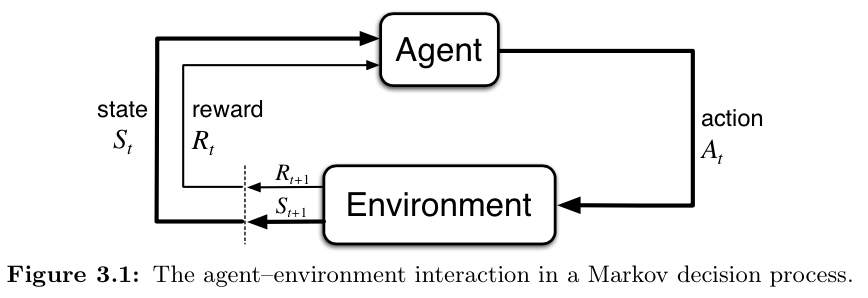 Agent
state
S_t
reward
R_t
action
A_t
R_{t+1}
S_{t+1}
Environment
Figure 3.1: The agent–environment interaction in a Markov decision process.